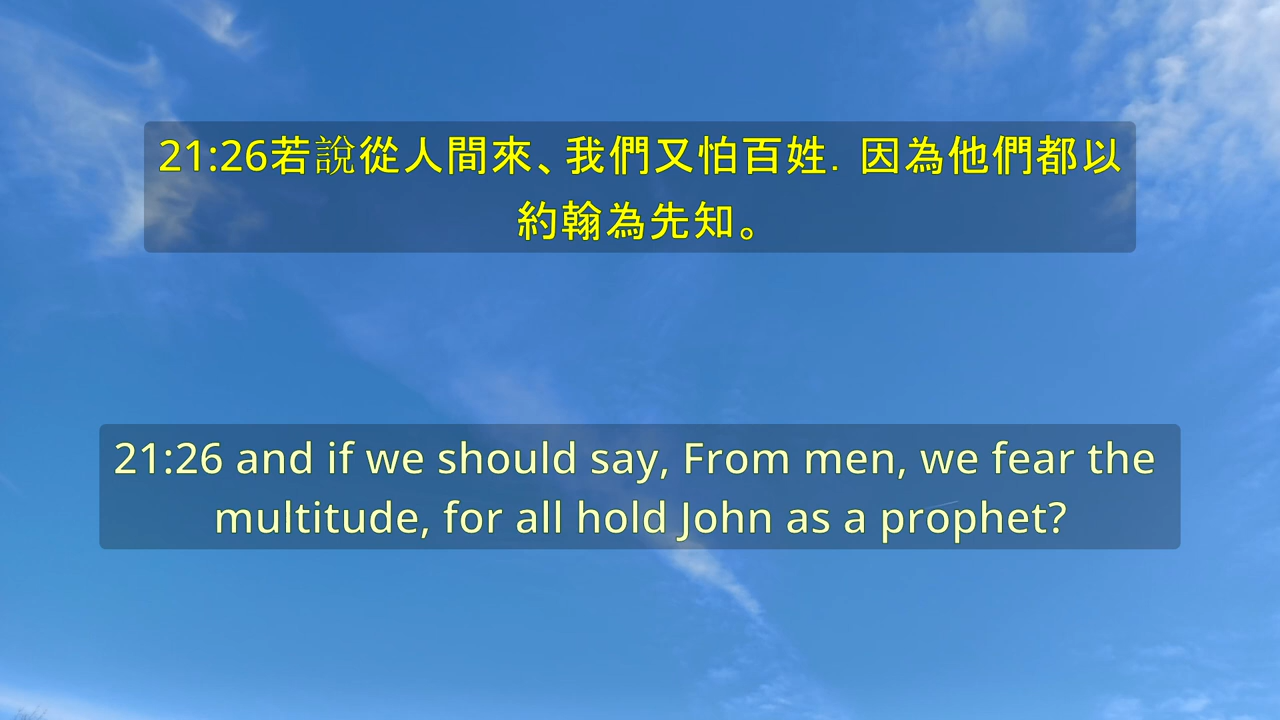 21:26若說從人間來、我們又怕百姓．因為他們都以
約翰為先知。
21:26 and if we should say, From men, we fear the
multitude, for all hold John as a prophet?